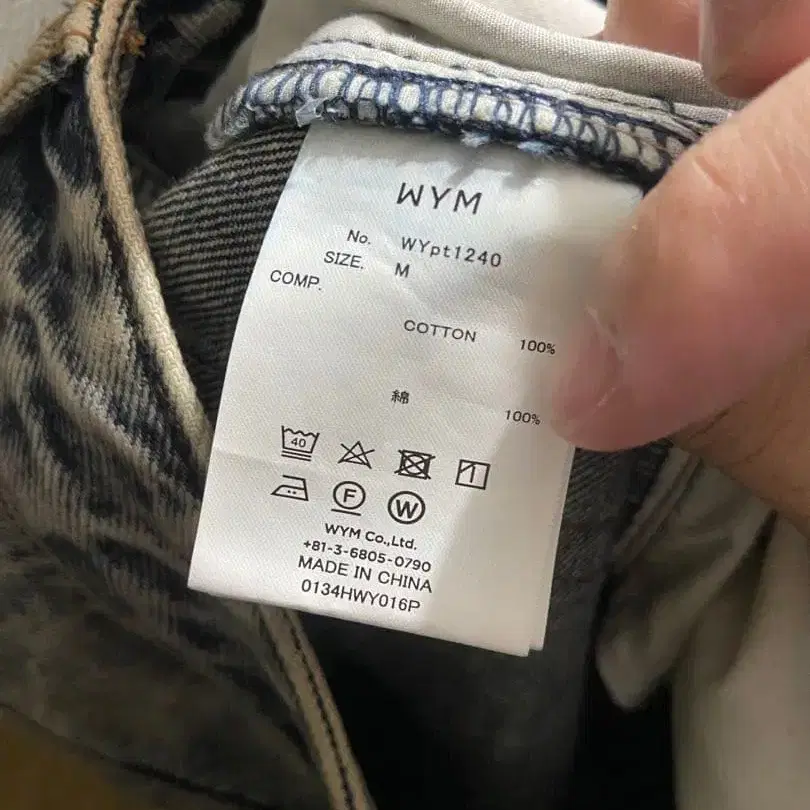 WYM
No. WYpt1240
SIZE. M
COMP.
COTTON 100%
綿 100%
40
F
W
WYM Co.,Ltd.
+81-3-6805-0790
MADE IN CHINA
0134HWY016P